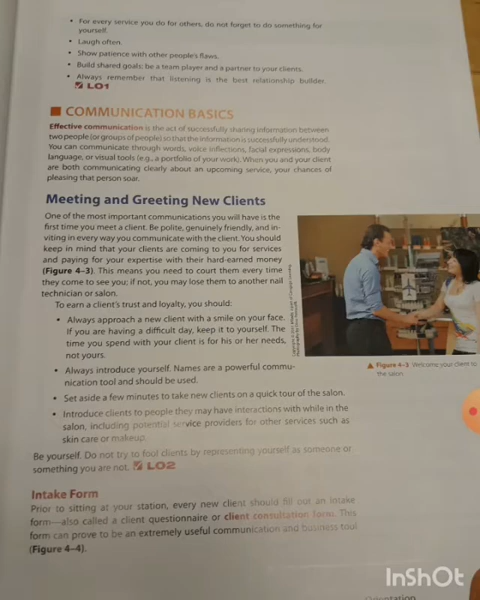 • For every service you do for others, do not forget to do something for
yourself.
• Laugh often.
• Show patience with other people's flaws.
• Build shared goals; be a team player and a partner to your clients.
• Always remember that listening is the best relationship builder.
LO1
COMMUNICATION BASICS
Effective communication is the act of successfully sharing information between
two people (or groups of people) so that the information is successfully understood.
You can communicate through words, voice inflections, facial expressions, body
language, or visual tools (e.g., a portfolio of your work). When you and your client
are both communicating clearly about an upcoming service, your chances of
pleasing that person soar.
Meeting and Greeting New Clients
One of the most important communications you will have is the
first time you meet a client. Be polite, genuinely friendly, and in-
viting in every way you communicate with the client. You should
keep in mind that your clients are coming to you for services
and paying for your expertise with their hard-earned money
(Figure 4–3). This means you need to court them every time
they come to see you; if not, you may lose them to another nail
technician or salon.
To earn a client's trust and loyalty, you should:
• Always approach a new client with a smile on your face.
If you are having a difficult day, keep it to yourself. The
time you spend with your client is for his or her needs,
not yours.
• Always introduce yourself. Names are a powerful commu-
nication tool and should be used.
• Set aside a few minutes to take new clients on a quick tour of the salon.
• Introduce clients to people they may have interactions with while in the
salon, including potential service providers for other services such as
skin care or makeup.
Be yourself. Do not try to fool clients by representing yourself as someone or
something you are not. LO2
▲ Figure 4–3 Welcome your client to
the salon.
Intake Form
Prior to sitting at your station, every new client should fill out an intake
form—also called a client questionnaire or client consultation form. This
form can prove to be an extremely useful communication and business tool
(Figure 4–4).
Orientation
InShOt